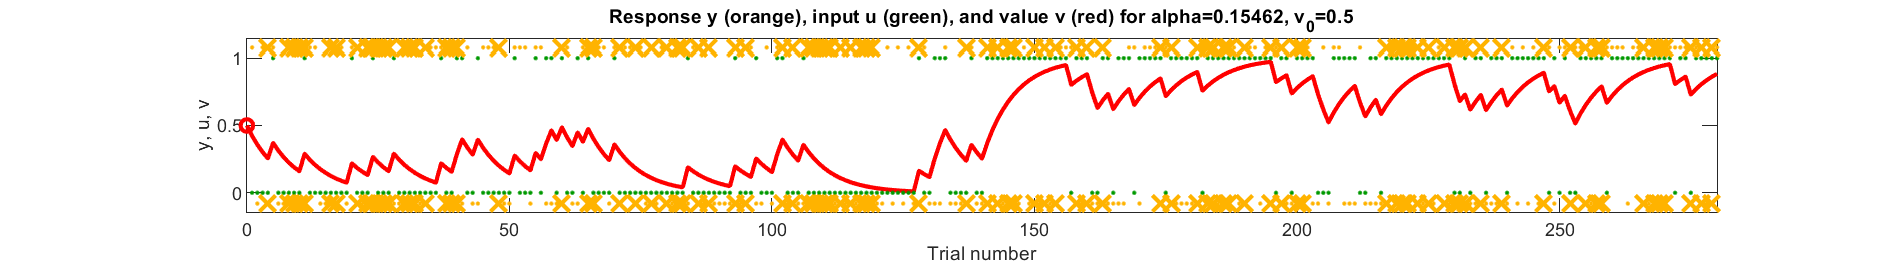 Response y (orange), input u (green), and value v (red) for alpha=0.15462, v0=0.5
y, u, v
1
0.5
0
0 50 100 150 200 250
Trial number